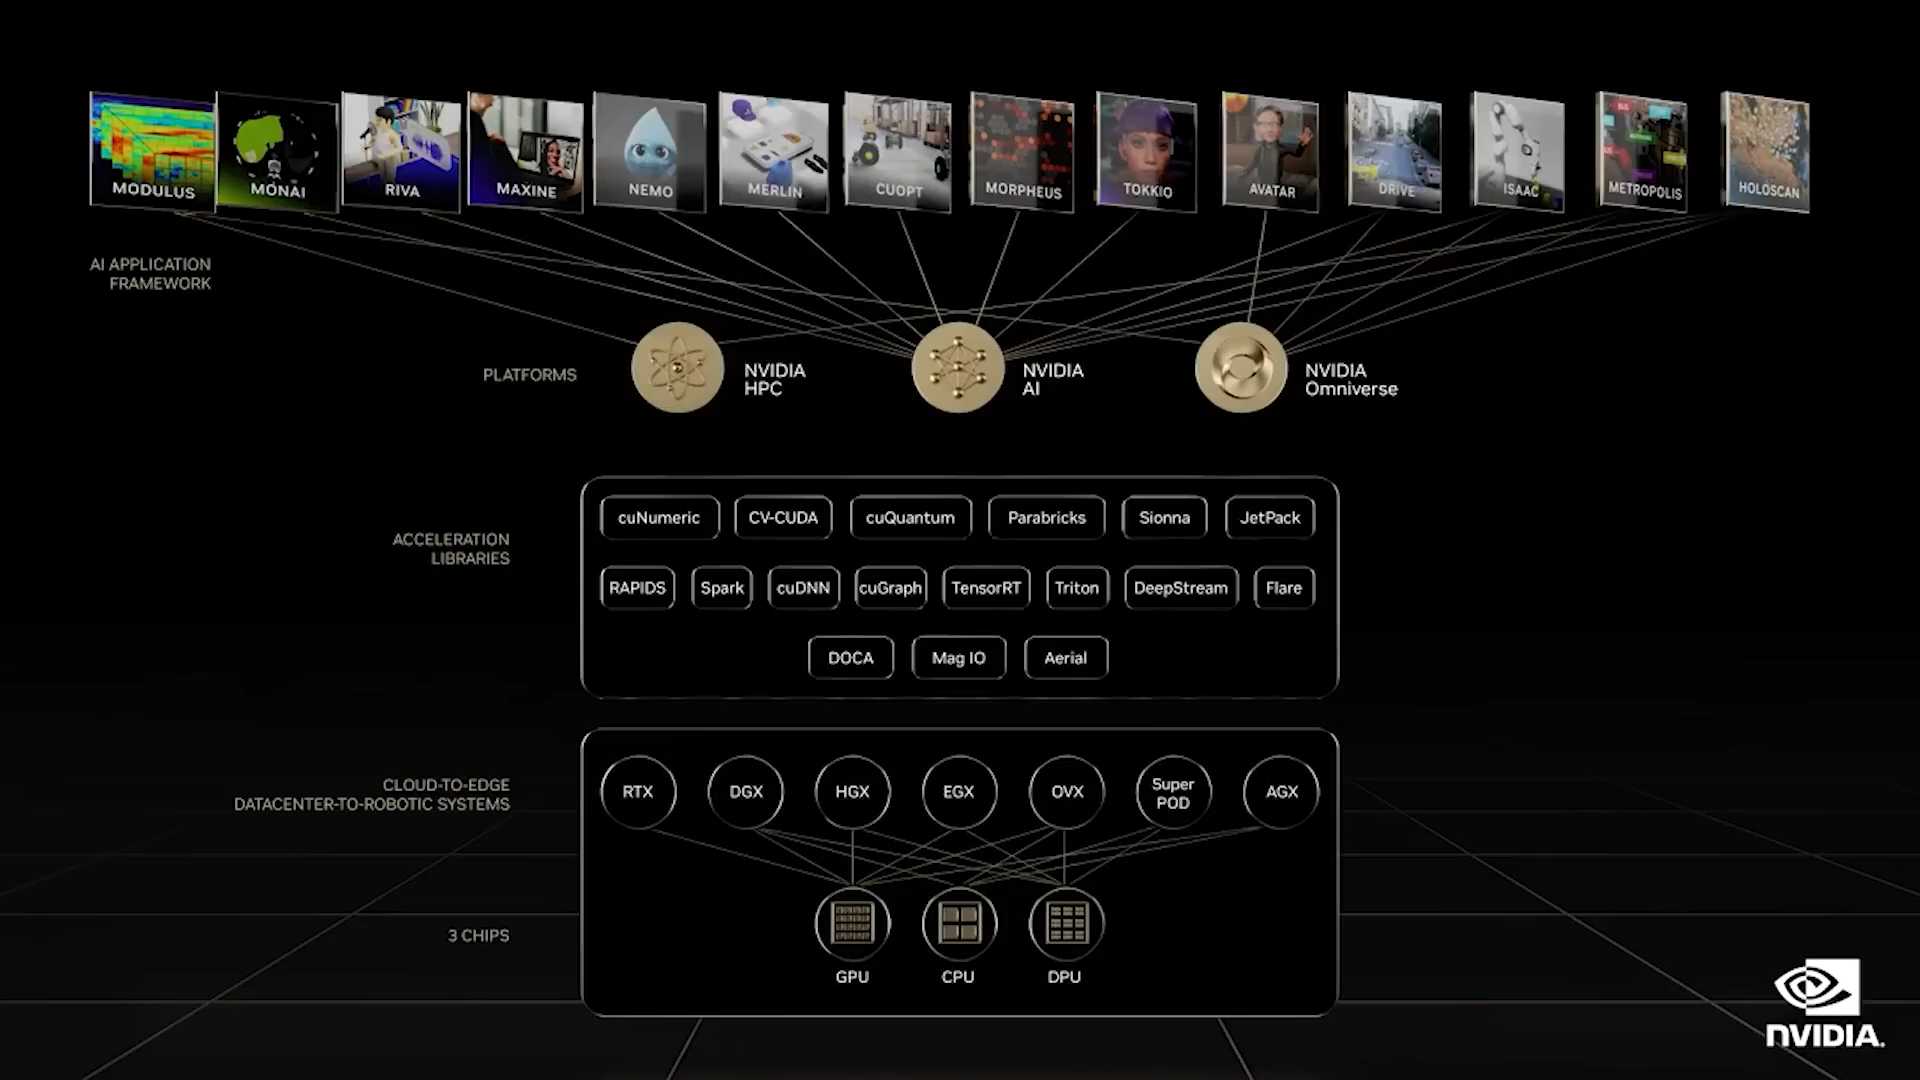 MODULUS
MONAI
RIVA
MAXINE
NEMO
MERLIN
CUOPT
MORPHEUS
TOKKIO
AVATAR
DRIVE
ISAAC
METROPOLIS
HOLOSCAN
AI APPLICATION
FRAMEWORK
PLATFORMS
NVIDIA
HPC
NVIDIA
AI
NVIDIA
Omniverse
ACCELERATION
LIBRARIES
cuNumeric
CV-CUDA
cuQuantum
Parabricks
Sionna
JetPack
RAPIDS
Spark
cuDNN
cuGraph
TensorRT
Triton
DeepStream
Flare
DOCA
Mag IO
Aerial
CLOUD-TO-EDGE
DATACENTER-TO-ROBOTIC SYSTEMS
RTX
DGX
HGX
EGX
OVX
Super
POD
AGX
3 CHIPS
GPU
CPU
DPU
NVIDIA.